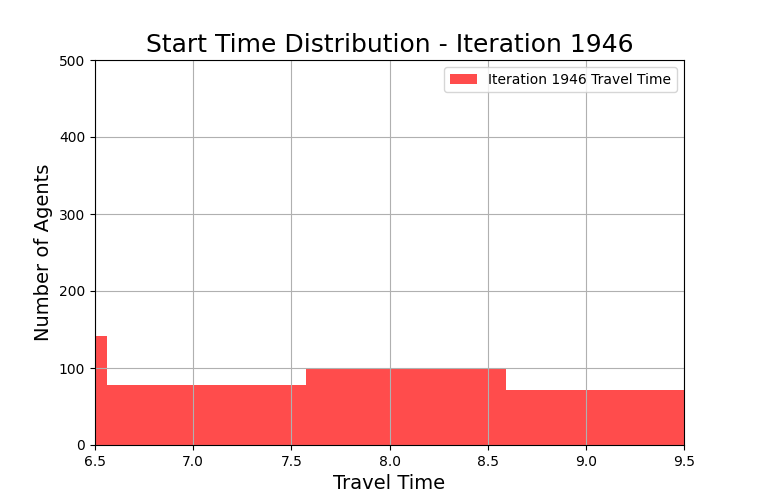 Start Time Distribution - Iteration 1946
500
400
300
200
100
0
Number of Agents
Iteration 1946 Travel Time
6.5 7.0 7.5 8.0 8.5 9.0 9.5
Travel Time